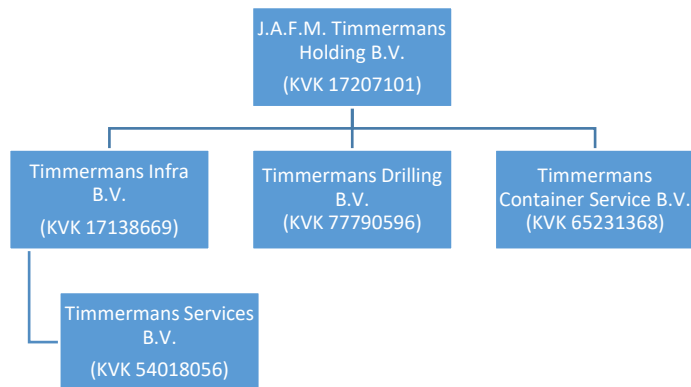 J.A.F.M. Timmermans
Holding B.V.
(KVK 17207101)
Timmermans Infra
B.V.
(KVK 17138669)
Timmermans Drilling
B.V.
(KVK 77790596)
Timmermans
Container Service B.V.
(KVK 65231368)
Timmermans Services
B.V.
(KVK 54018056)